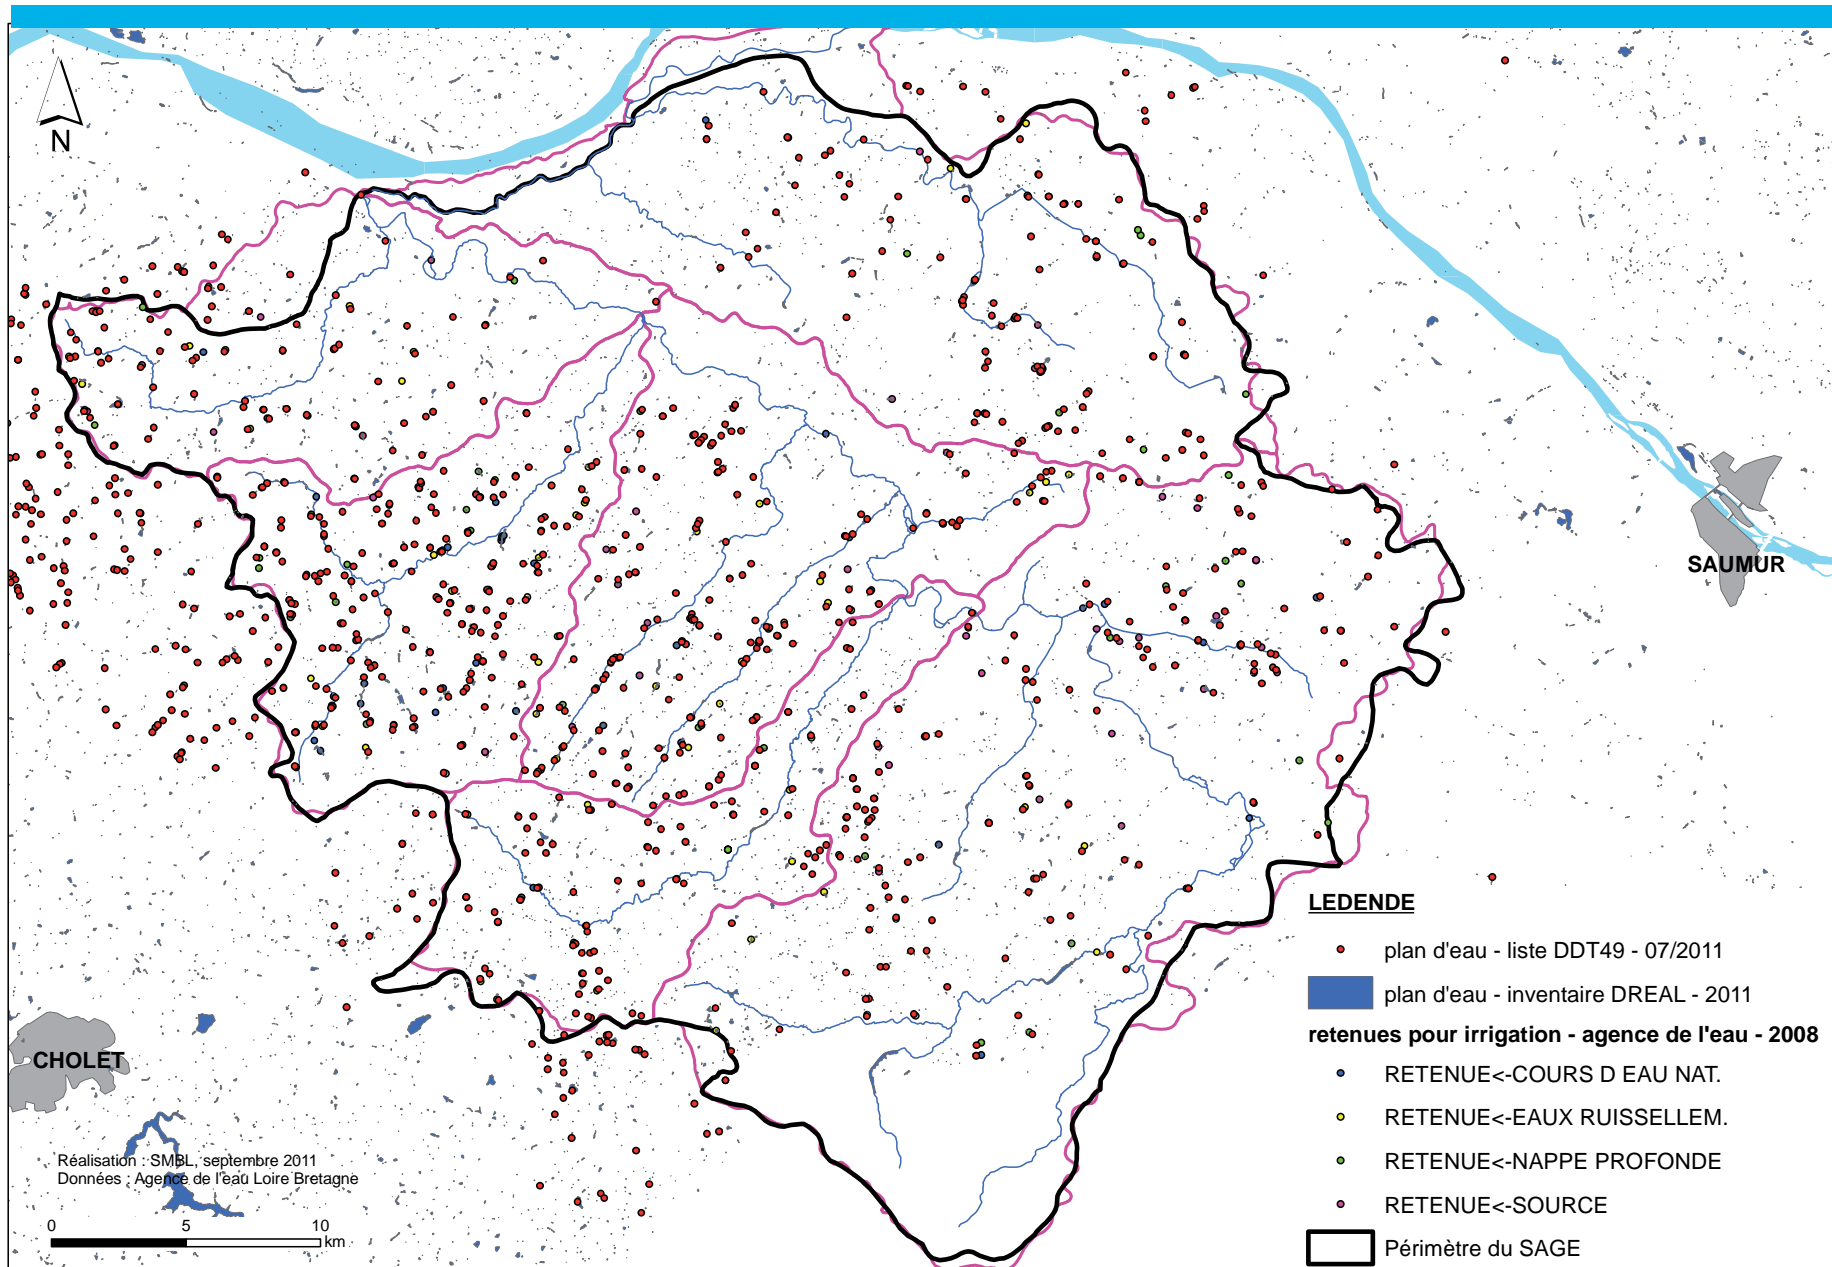 N
SAUMUR
CHOLET
LEDENDE
plan d'eau - liste DDT49 - 07/2011
plan d'eau - inventaire DREAL - 2011
retenues pour irrigation - agence de l'eau - 2008
RETENUE<-COURS D EAU NAT.
RETENUE<-EAUX RUISSELLEM.
RETENUE<-NAPPE PROFONDE
RETENUE<-SOURCE
Périmètre du SAGE
Réalisation : SMBL, septembre 2011
Données : Agence de l'eau Loire Bretagne
0 5 10
km